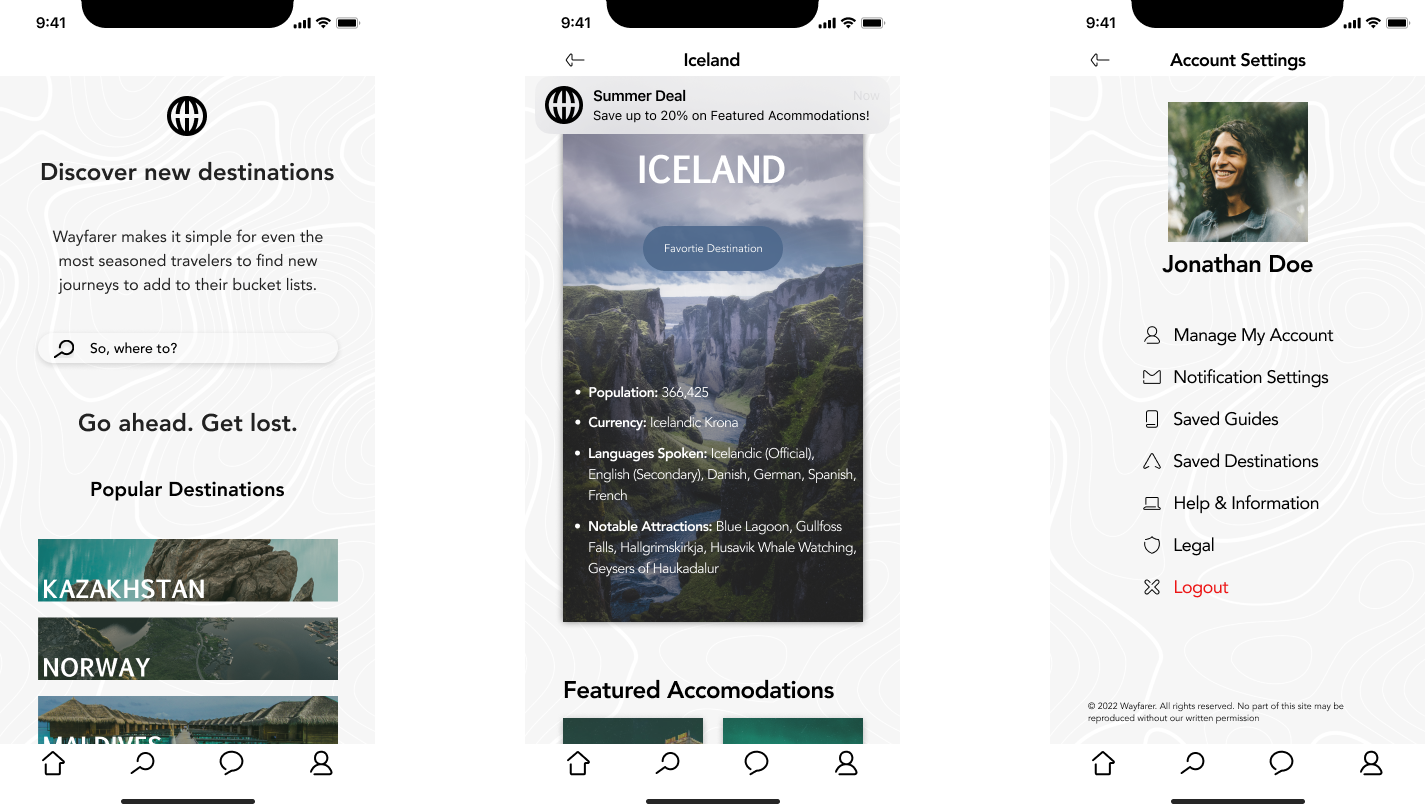 9:41
Discover new destinations
Wayfarer makes it simple for even the
most seasoned travelers to find new
journeys to add to their bucket lists.
So, where to?
Go ahead. Get lost.
Popular Destinations
KAZAKHSTAN
NORWAY
MALDIVES
9:41
Iceland
Summer Deal
Now
Save up to 20% on Featured Acommodations!
ICELAND
Favortie Destination
• Population: 366,425
• Currency: Icelandic Krona
• Languages Spoken: Icelandic (Official),
English (Secondary), Danish, German, Spanish,
French
• Notable Attractions: Blue Lagoon, Gullfoss
Falls, Hallgrimskirkja, Husavik Whale Watching,
Geysers of Haukadalur
Featured Accomodations
9:41
Account Settings
Jonathan Doe
Manage My Account
Notification Settings
Saved Guides
Saved Destinations
Help & Information
Legal
Logout
© 2022 Wayfarer. All rights reserved. No part of this site may be
reproduced without our written permission